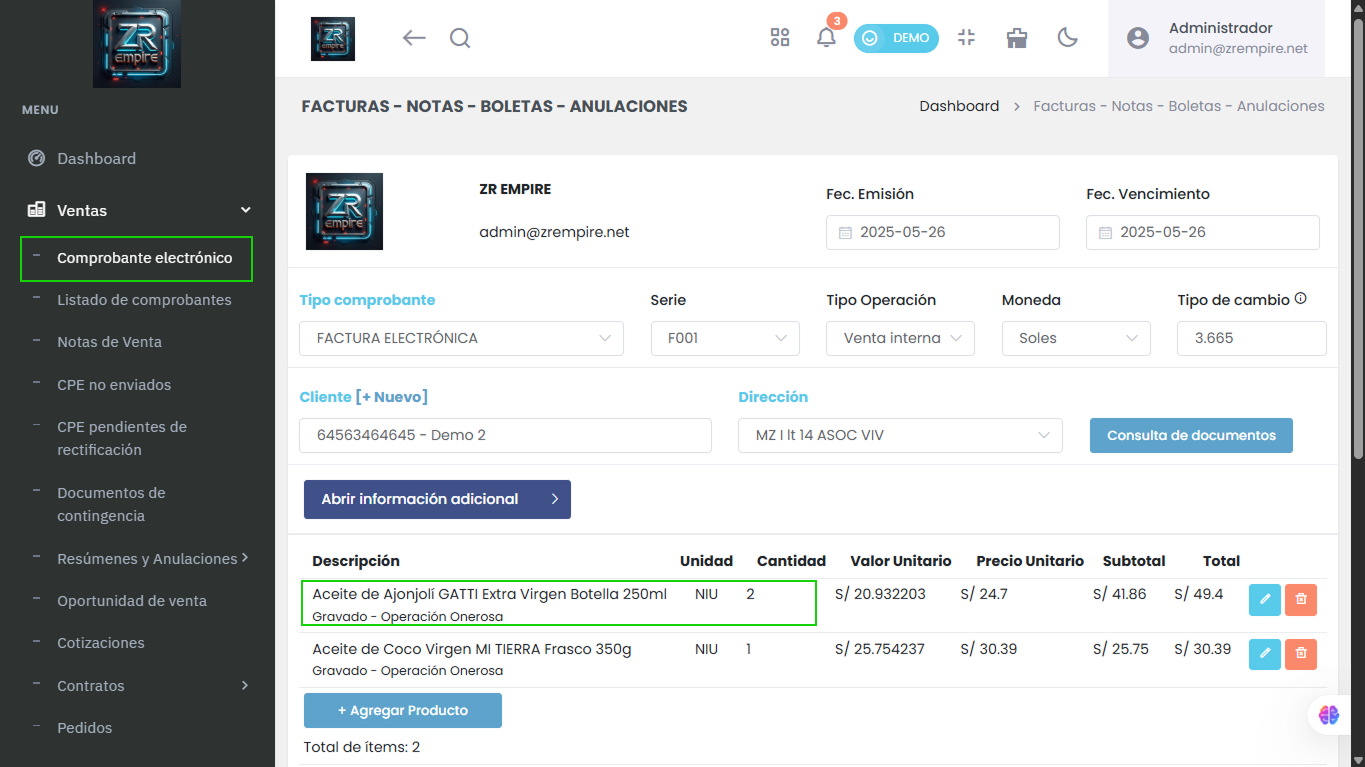 ZR
empire
MENU
Dashboard
Ventas
Comprobante electrónico
Listado de comprobantes
Notas de Venta
CPE no enviados
CPE pendientes de
rectificación
Documentos de
contingencia
Resúmenes y Anulaciones
Oportunidad de venta
Cotizaciones
Contratos
Pedidos
ZR
empire
3
DEMO
Administrador
admin@zrempire.net
FACTURAS - NOTAS - BOLETAS - ANULACIONES
Dashboard > Facturas - Notas - Boletas - Anulaciones
ZR
empire
ZR EMPIRE
admin@zrempire.net
Fec. Emisión
2025-05-26
Fec. Vencimiento
2025-05-26
Tipo comprobante
FACTURA ELECTRÓNICA
Serie
F001
Tipo Operación
Venta interna
Moneda
Soles
Tipo de cambio
3.665
Cliente [+ Nuevo]
64563464645 - Demo 2
Dirección
MZ I lt 14 ASOC VIV
Consulta de documentos
Abrir información adicional
Descripción Unidad Cantidad Valor Unitario Precio Unitario Subtotal Total
Aceite de Ajonjolí GATTI Extra Virgen Botella 250ml NIU 2 S/ 20.932203 S/ 24.7 S/ 41.86 S/ 49.4
Gravado - Operación Onerosa
Aceite de Coco Virgen MI TIERRA Frasco 350g NIU 1 S/ 25.754237 S/ 30.39 S/ 25.75 S/ 30.39
Gravado - Operación Onerosa
+ Agregar Producto
Total de ítems: 2